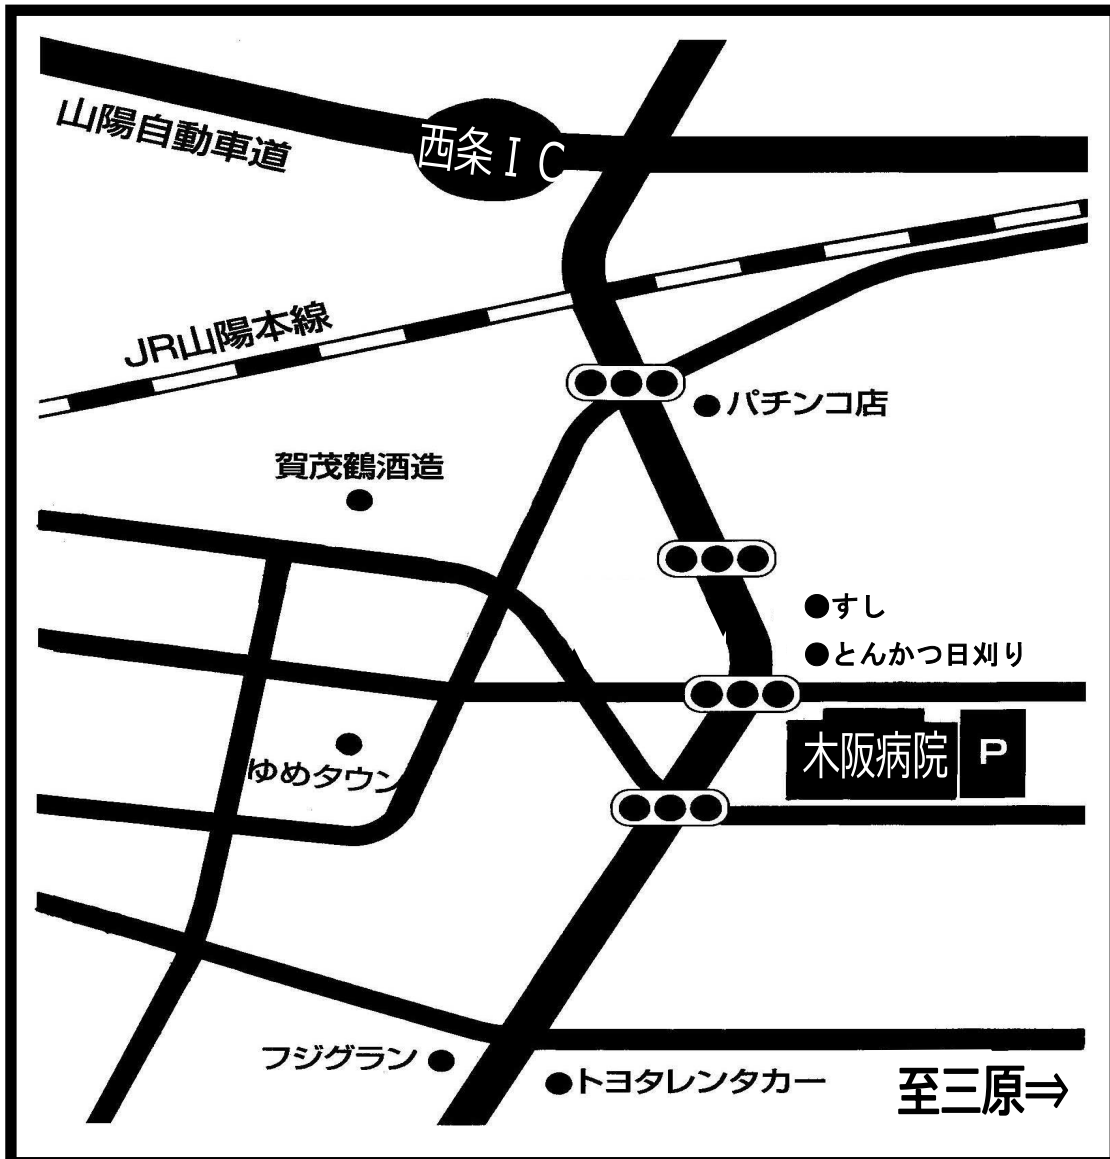 山陽自動車道
西条ＩＣ
JR山陽本線
パチンコ店
賀茂鶴酒造
すし
とんかつ日刈り
木阪病院
P
ゆめタウン
フジグラン
トヨタレンタカー
至三原⇒